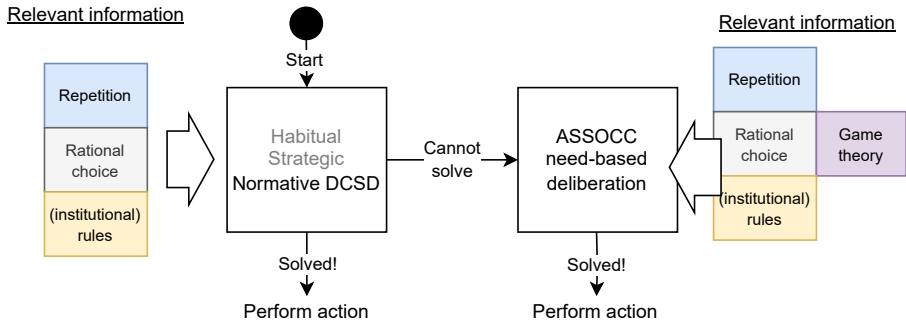 Relevant information
Repetition
Rational
choice
(institutional)
rules
Start
Habitual
Strategic
Normative DCSD
Solved!
Perform action
Cannot
solve
ASSOCC
need-based
deliberation
Solved!
Perform action
Relevant information
Repetition
Rational
choice
Game
theory
(institutional)
rules